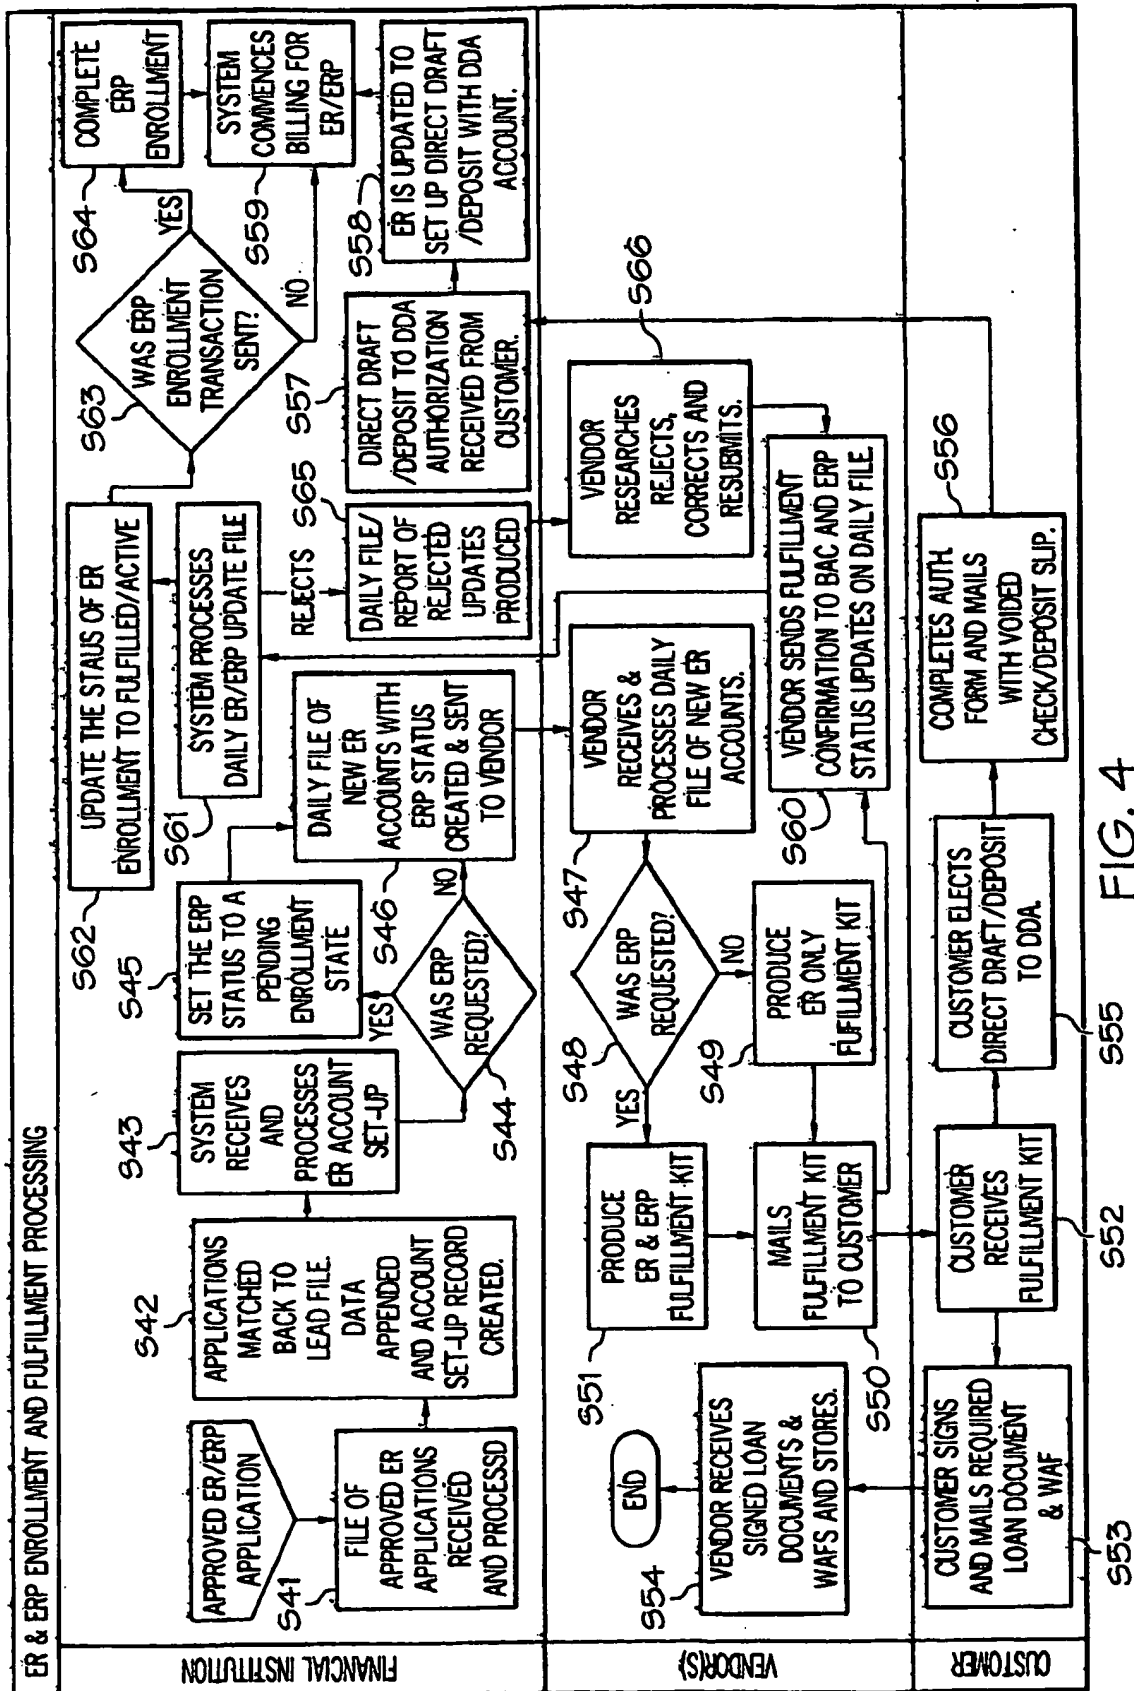 ER & ERP ENROLLMENT AND FULFILLMENT PROCESSING
FINANCIAL INSTITUTION
APPROVED ER/ERP
APPLICATION
S41
FILE OF
APPROVED ER
APPLICATIONS
RECEIVED
AND PROCESSD
S42
APPLICATIONS
MATCHED
BACK TO
LEAD FILE.
DATA
APPENDED
AND ACCOUNT
SET-UP RECORD
CREATED.
S43
SYSTEM
RECEIVES
AND
PROCESSES
ER ACCOUNT
SET-UP
S44
WAS ERP
REQUESTED?
YES
NO
S45
SET THE ERP
STATUS TO A
PENDING
ENROLLMENT
STATE
S46
DAILY FILE OF
NEW ER
ACCOUNTS WITH
ERP STATUS
CREATED & SENT
TO VENDOR
S62
UPDATE THE STAUS OF ER
ENROLLMENT TO FULFILLED/ACTIVE
S61
SYSTEM PROCESSES
DAILY ER/ERP UPDATE FILE
REJECTS
S65
DAILY FILE/
REPORT OF
REJECTED
UPDATES
PRODUCED
S63
WAS ERP
ENROLLMENT
TRANSACTION
SENT?
YES
NO
S64
COMPLETE
ERP
ENROLLMENT
S59
SYSTEM
COMMENCES
BILLING FOR
ER/ERP
S57
DIRECT DRAFT
/DEPOSIT TO DDA
AUTHORIZATION
RECEIVED FROM
CUSTOMER.
S58
ER IS UPDATED TO
SET UP DIRECT DRAFT
/DEPOSIT WITH DDA
ACCOUNT.
VENDOR(S)
END
S54
VENDOR RECEIVES
SIGNED LOAN
DOCUMENTS &
WAFS AND STORES.
S51
PRODUCE
ER & ERP
FULFILLMENT KIT
S50
MAILS
FULFILLMENT KIT
TO CUSTOMER
S48
WAS ERP
REQUESTED?
YES
NO
S49
PRODUCE
ER ONLY
FUFILLMENT KIT
S47
VENDOR
RECEIVES &
PROCESSES DAILY
FILE OF NEW ER
ACCOUNTS.
S60
VENDOR SENDS FULFILLMENT
CONFIRMATION TO BAC AND ERP
STATUS UPDATES ON DAILY FILE.
S66
VENDOR
RESEARCHES
REJECTS,
CORRECTS AND
RESUBMITS.
CUSTOMER
CUSTOMER SIGNS
AND MAILS REQUIRED
LOAN DOCUMENT
& WAF
S53
CUSTOMER
RECEIVES
FULFILLMENT KIT
S52
CUSTOMER ELECTS
DIRECT DRAFT/DEPOSIT
TO DDA.
S55
COMPLETES AUTH.
FORM AND MAILS
WITH VOIDED
CHECK/DEPOSIT SLIP.
S56
FIG. 4